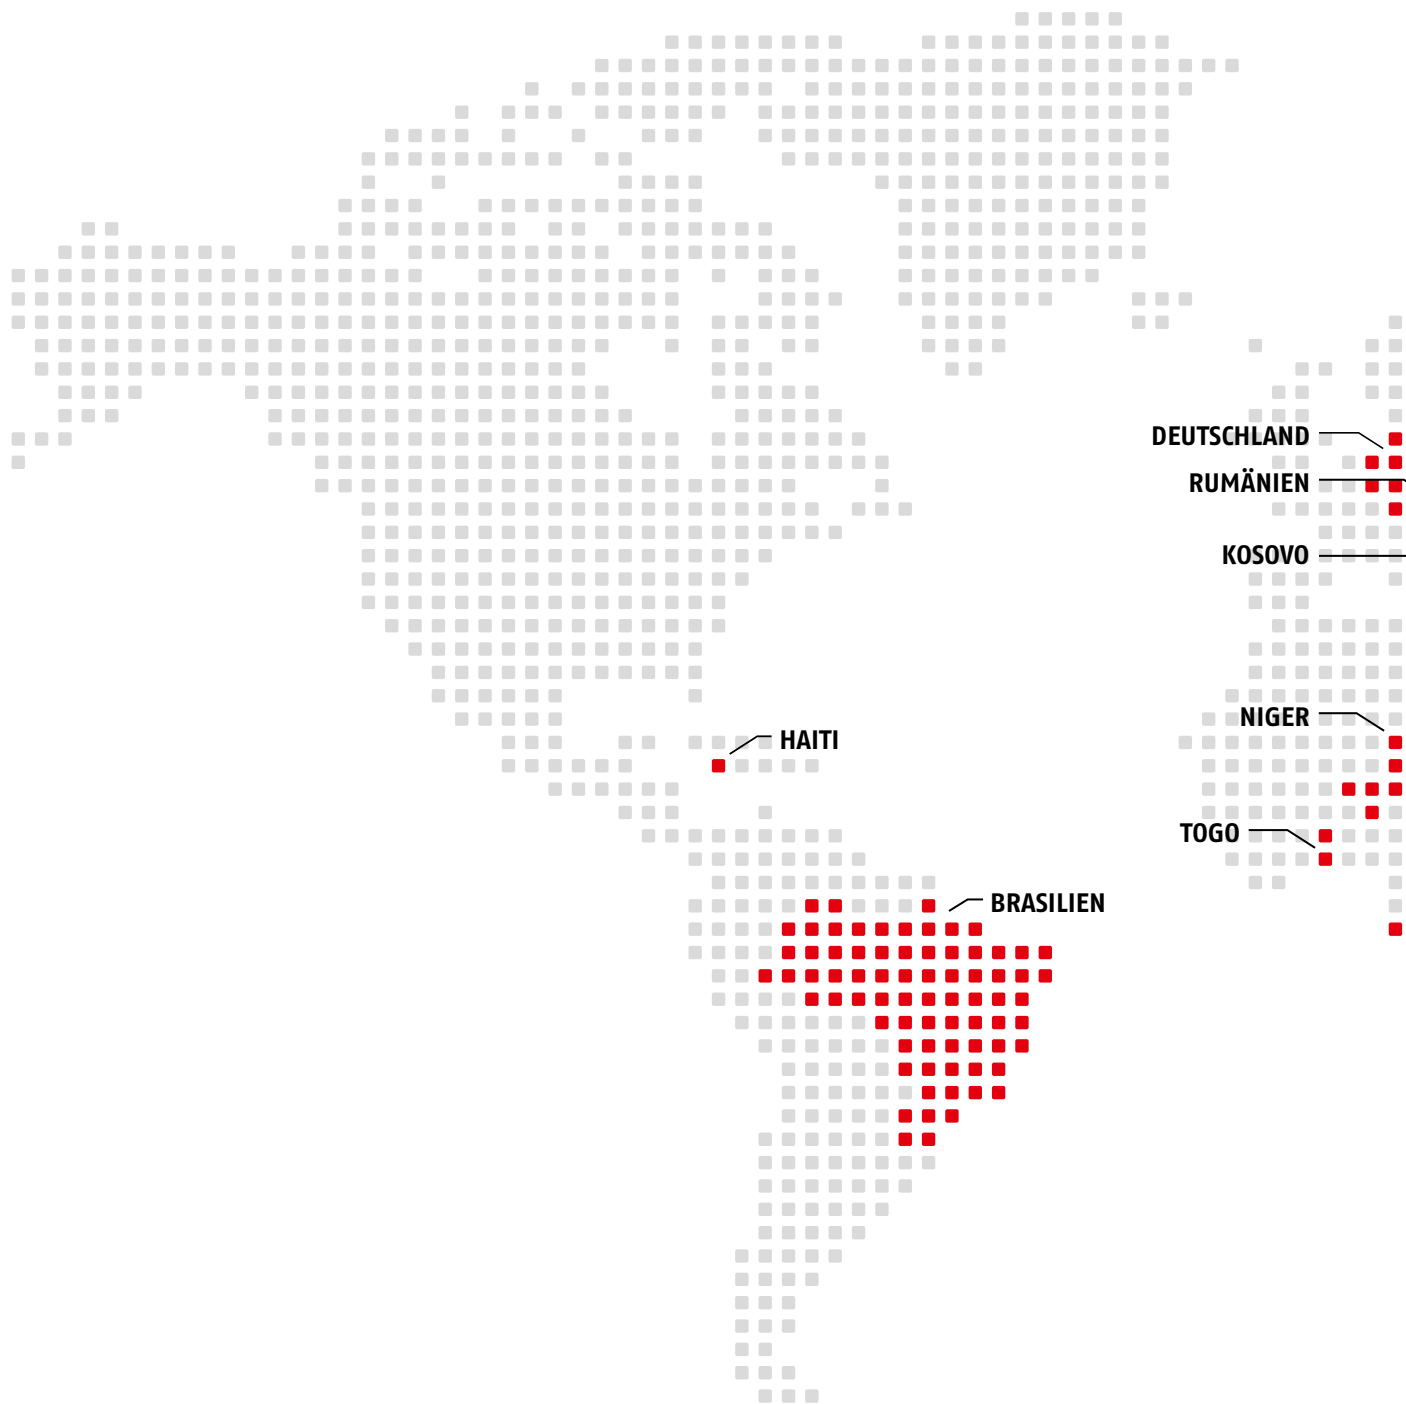 DEUTSCHLAND
RUMÄNIEN
KOSOVO
NIGER
HAITI
TOGO
BRASILIEN